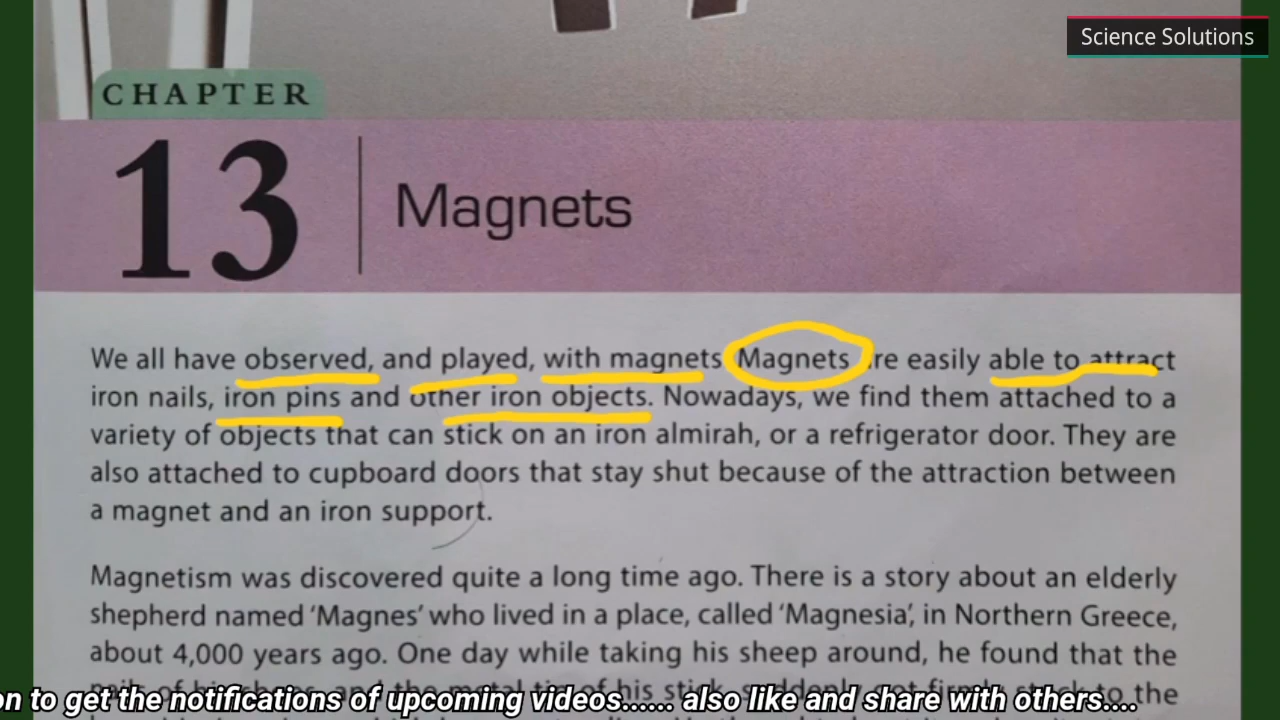 Science Solutions
CHAPTER
13
Magnets
We all have observed, and played, with magnets Magnets re easily able to attract
iron nails, iron pins and other iron objects. Nowadays, we find them attached to a
variety of objects that can stick on an iron almirah, or a refrigerator door. They are
also attached to cupboard doors that stay shut because of the attraction between
a magnet and an iron support.
Magnetism was discovered quite a long time ago. There is a story about an elderly
shepherd named ‘Magnes’ who lived in a place, called ‘Magnesia’, in Northern Greece,
about 4,000 years ago. One day while taking his sheep around, he found that the
on to get the notifications of upcoming videos...... also like and share with others....